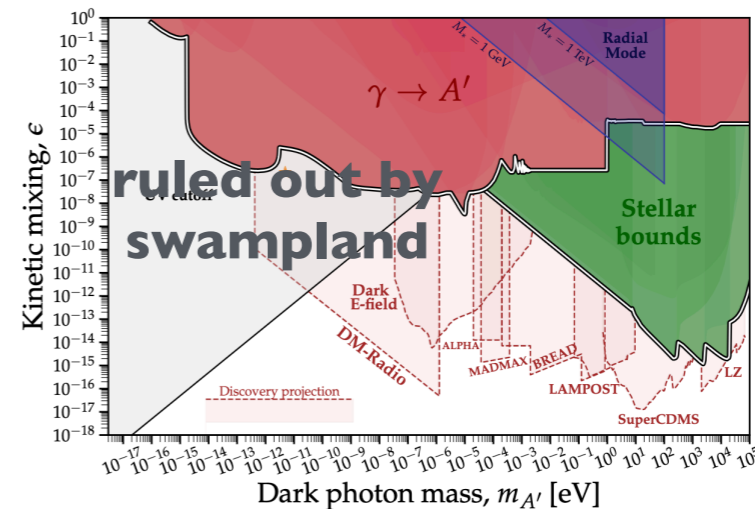 10^0
10^-1
10^-2
10^-3
10^-4
10^-5
10^-6
10^-7
10^-8
10^-9
10^-10
10^-11
10^-12
10^-13
10^-14
10^-15
10^-16
10^-17
10^-18
Kinetic mixing, ϵ
M* = 1 GeV
M* = 1 TeV
Radial
Mode
γ → A′
ruled out by
UV cutoff
swampland
Stellar
bounds
Dark
E-field
DM-Radio
ALPHA
MADMAX
BREAD
LAMPOST
SuperCDMS
LZ
Discovery projection
10^-17 10^-16 10^-15 10^-14 10^-13 10^-12 10^-11 10^-10 10^-9 10^-8 10^-7 10^-6 10^-5 10^-4 10^-3 10^-2 10^-1 10^0 10^1 10^2 10^3 10^4 10^5
Dark photon mass, m_A′ [eV]